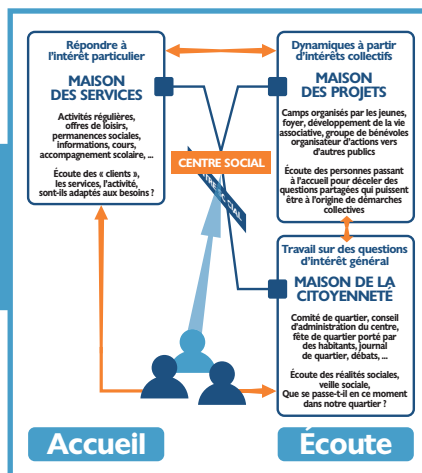 Répondre à
l'intérêt particulier
MAISON
DES SERVICES
Activités régulières,
offres de loisirs,
permanences sociales,
informations, cours,
accompagnement scolaire, ...
Écoute des « clients »,
les services, l'activité,
sont-ils adaptés aux besoins ?
Dynamiques à partir
d'intérêts collectifs
MAISON
DES PROJETS
Camps organisés par les jeunes,
foyer, développement de la vie
associative, groupe de bénévoles
organisateur d'actions vers
d'autres publics
Écoute des personnes passant
à l'accueil pour déceler des
questions partagées qui puissent
être à l'origine de démarches
collectives
CENTRE SOCIAL
Travail sur des questions
d'intérêt général
MAISON DE LA
CITOYENNETÉ
Comité de quartier, conseil
d'administration du centre,
fête de quartier porté par
des habitants, journal
de quartier, débats, ...
Écoute des réalités sociales,
veille sociale,
Que se passe-t-il en ce moment
dans notre quartier ?
Accueil
Écoute